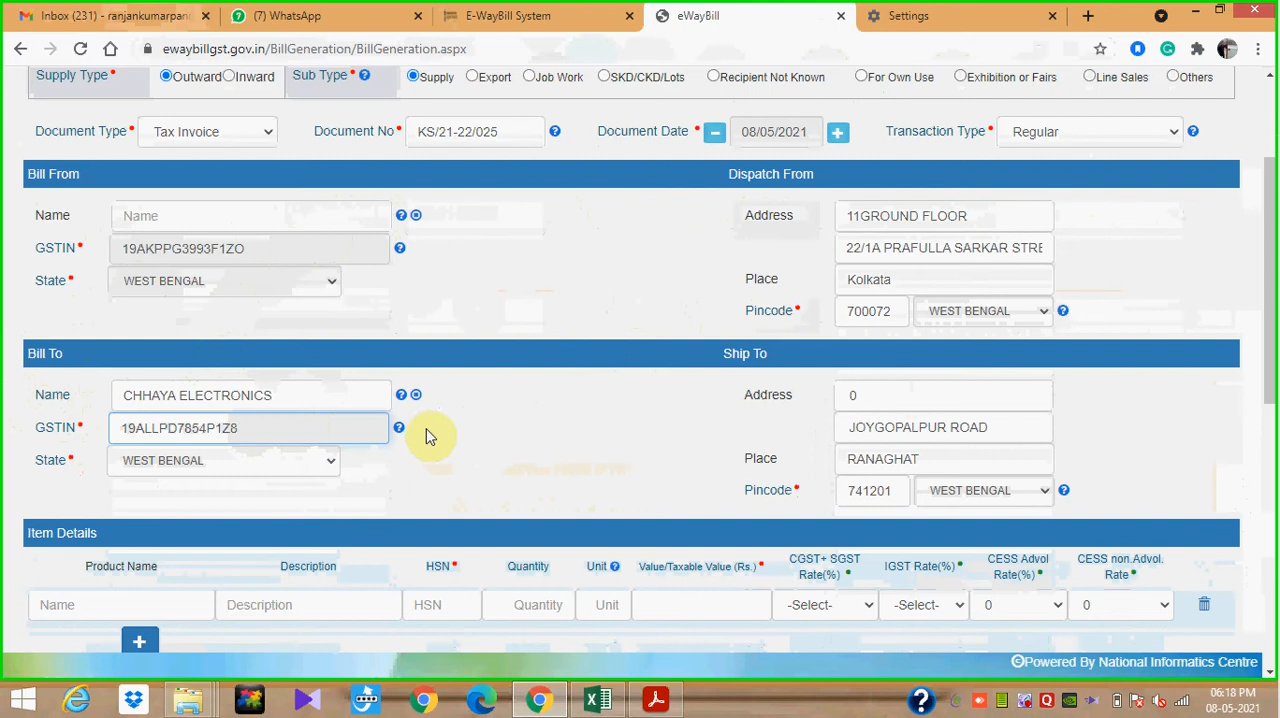 Inbox (231) - ranjankumarpan
(7) WhatsApp
E-WayBill System
eWayBill
Settings
ewaybillgst.gov.in/BillGeneration/BillGeneration.aspx
Supply Type * Outward Inward Sub Type * Supply Export Job Work SKD/CKD/Lots Recipient Not Known For Own Use Exhibition or Fairs Line Sales Others
Document Type * Tax Invoice Document No * KS/21-22/025 Document Date * 08/05/2021 Transaction Type * Regular
Bill From Dispatch From
Name Name Address 11GROUND FLOOR
GSTIN * 19AKPPG3993F1ZO 22/1A PRAFULLA SARKAR STRE
State * WEST BENGAL Place Kolkata
Pincode * 700072 WEST BENGAL
Bill To Ship To
Name CHHAYA ELECTRONICS Address 0
GSTIN * 19ALLPD7854P1Z8 JOYGOPALPUR ROAD
State * WEST BENGAL Place RANAGHAT
Pincode * 741201 WEST BENGAL
Item Details
Product Name Description HSN * Quantity Unit Value/Taxable Value (Rs.) * CGST+ SGST Rate(%) * IGST Rate(%) * CESS Advol Rate(%) * CESS non.Advol. Rate *
Name Description HSN Quantity Unit -Select- -Select- 0 0
+
©Powered By National Informatics Centre
06:18 PM
08-05-2021